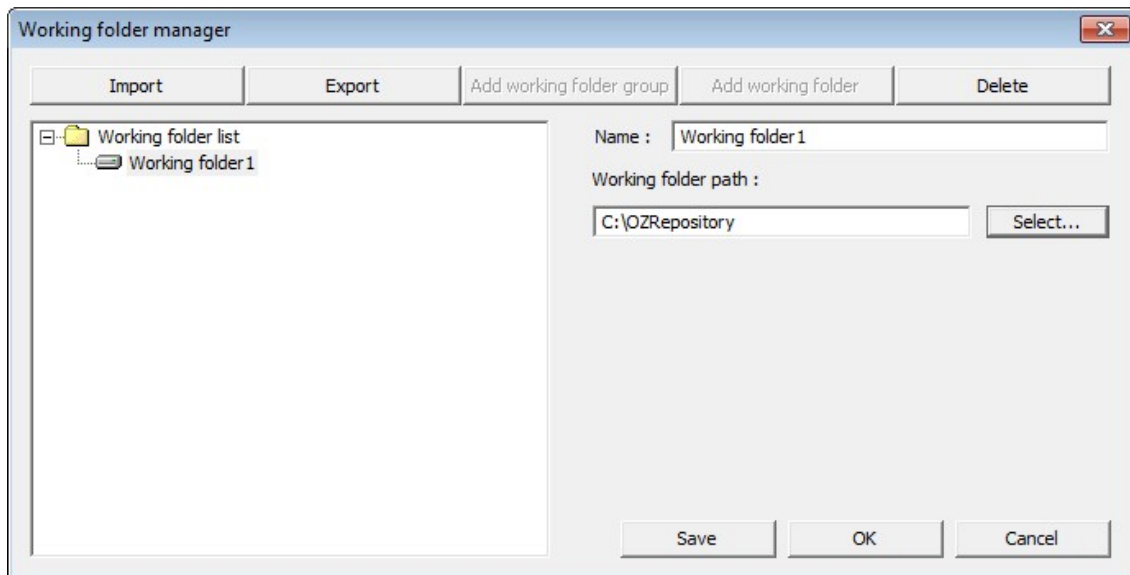 Working folder manager
Import Export Add working folder group Add working folder Delete
Working folder list
Working folder1
Name : Working folder1
Working folder path :
C:\OZRepository Select...
Save OK Cancel